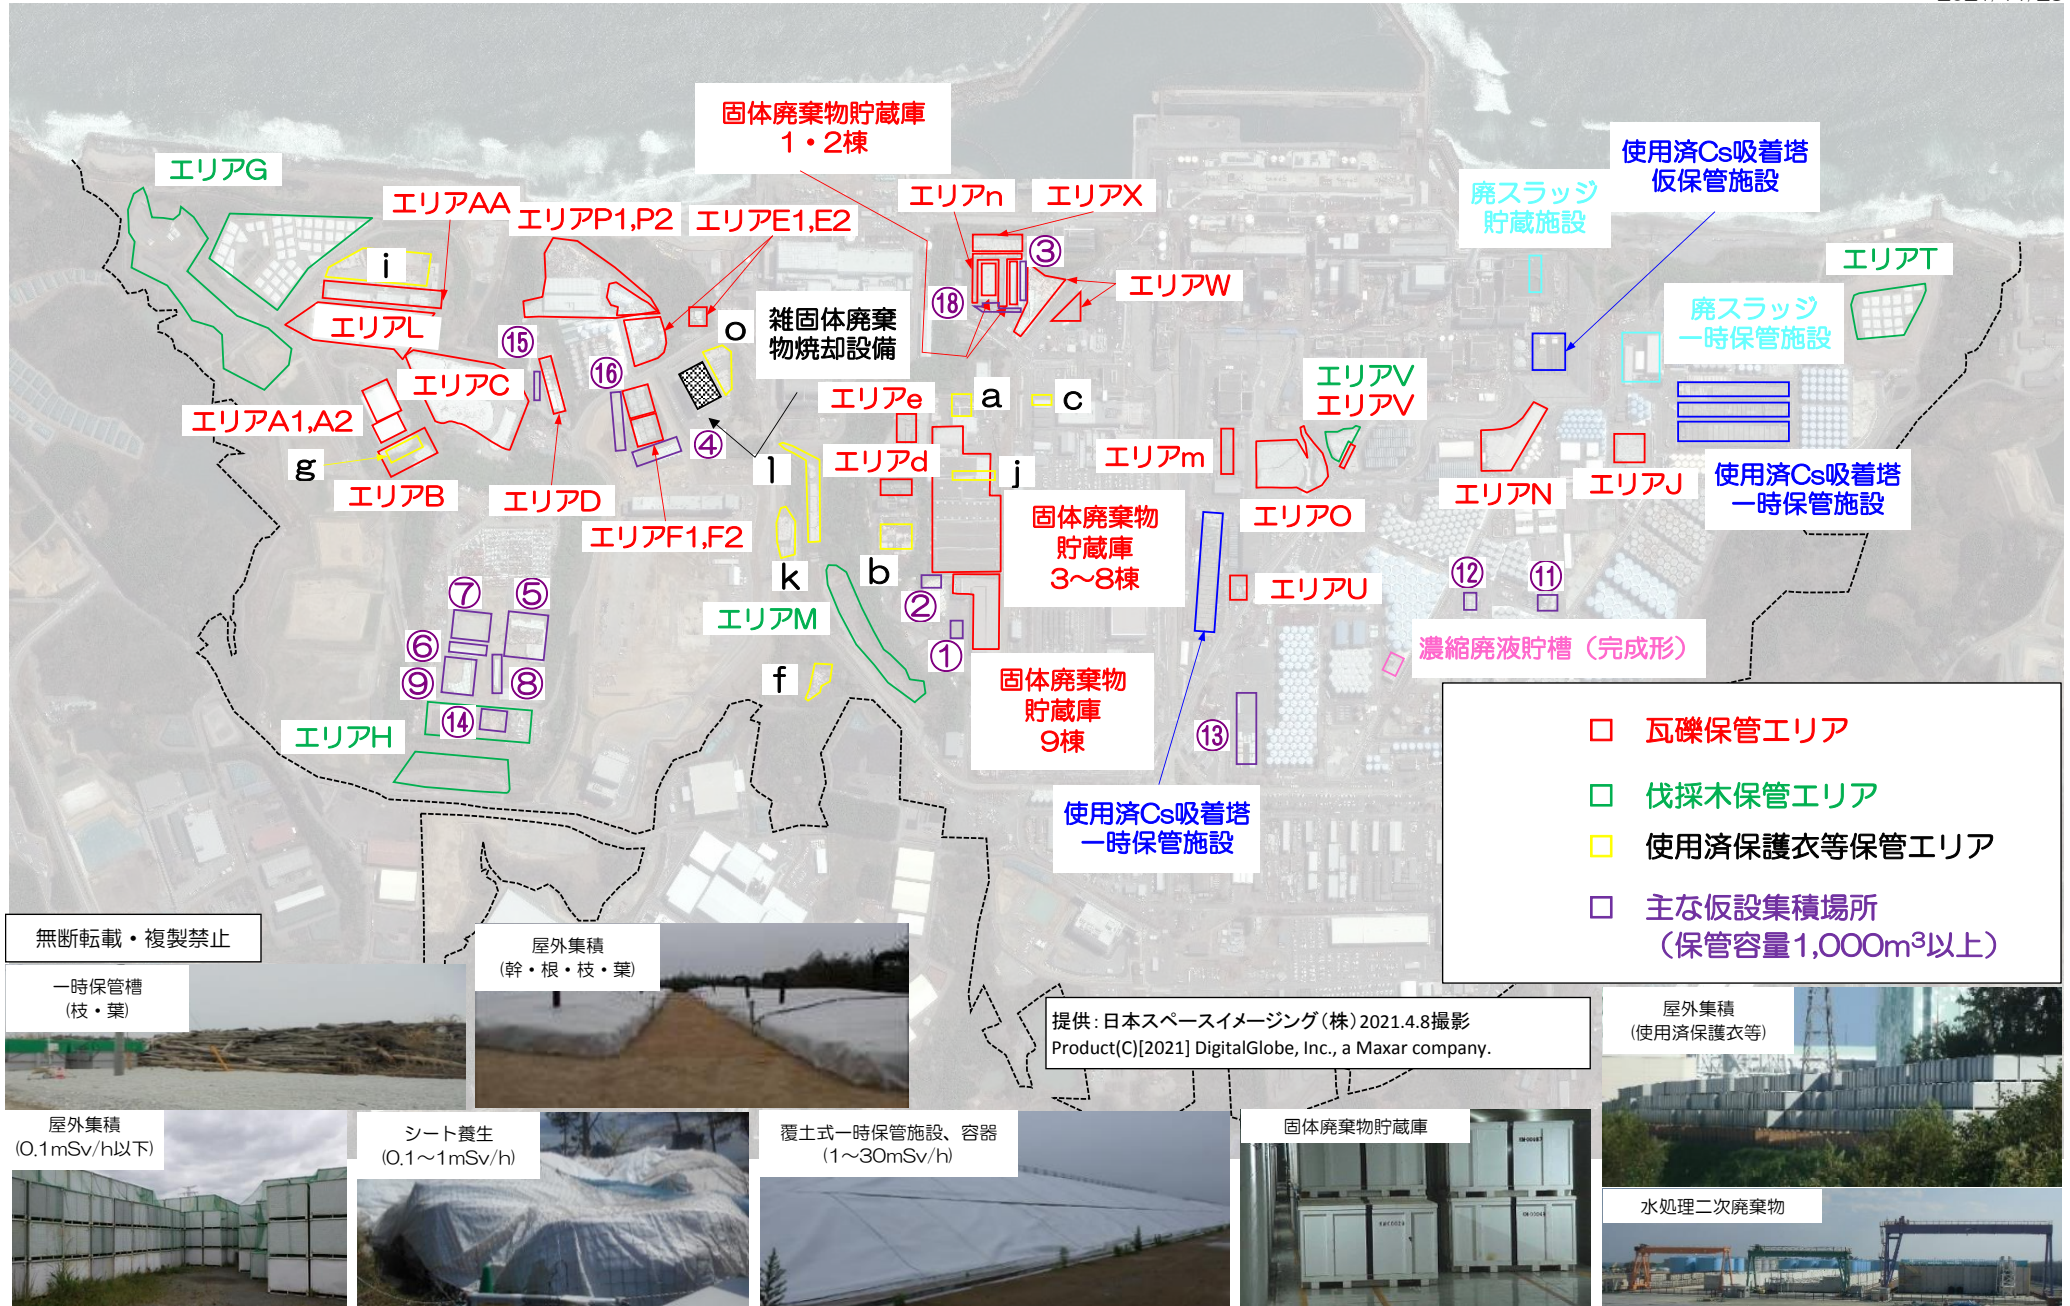 固体廃棄物貯蔵庫
1・2棟
使用済Cs吸着塔
仮保管施設
エリアG
廃スラッジ
貯蔵施設
エリアAA
エリアP1,P2
エリアE1,E2
エリアn
エリアX
③
エリアT
i
エリアW
⑱
エリアL
⑮
o
雑固体廃棄
物焼却設備
廃スラッジ
一時保管施設
エリアC
⑯
エリアV
エリアV
エリアe
a
c
エリアA1,A2
④
g
l
エリアd
j
エリアm
エリアB
エリアD
エリアN
エリアJ
使用済Cs吸着塔
一時保管施設
エリアF1,F2
固体廃棄物
貯蔵庫
3~8棟
エリアO
k
b
⑫
⑪
⑦
⑤
②
エリアU
エリアM
⑥
①
濃縮廃液貯槽(完成形)
⑨
⑧
f
固体廃棄物
貯蔵庫
9棟
⑭
エリアH
⑬
使用済Cs吸着塔
一時保管施設
瓦礫保管エリア
伐採木保管エリア
使用済保護衣等保管エリア
主な仮設集積場所
(保管容量1,000m³以上)
無断転載・複製禁止
屋外集積
(幹・根・枝・葉)
一時保管槽
(枝・葉)
提供:日本スペースイメージング(株)2021.4.8撮影
Product(C)[2021] DigitalGlobe, Inc., a Maxar company.
屋外集積
(使用済保護衣等)
屋外集積
(0.1mSv/h以下)
シート養生
(0.1~1mSv/h)
覆土式一時保管施設、容器
(1~30mSv/h)
固体廃棄物貯蔵庫
水処理二次廃棄物